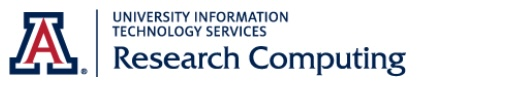 A
UNIVERSITY INFORMATION
TECHNOLOGY SERVICES
Research Computing